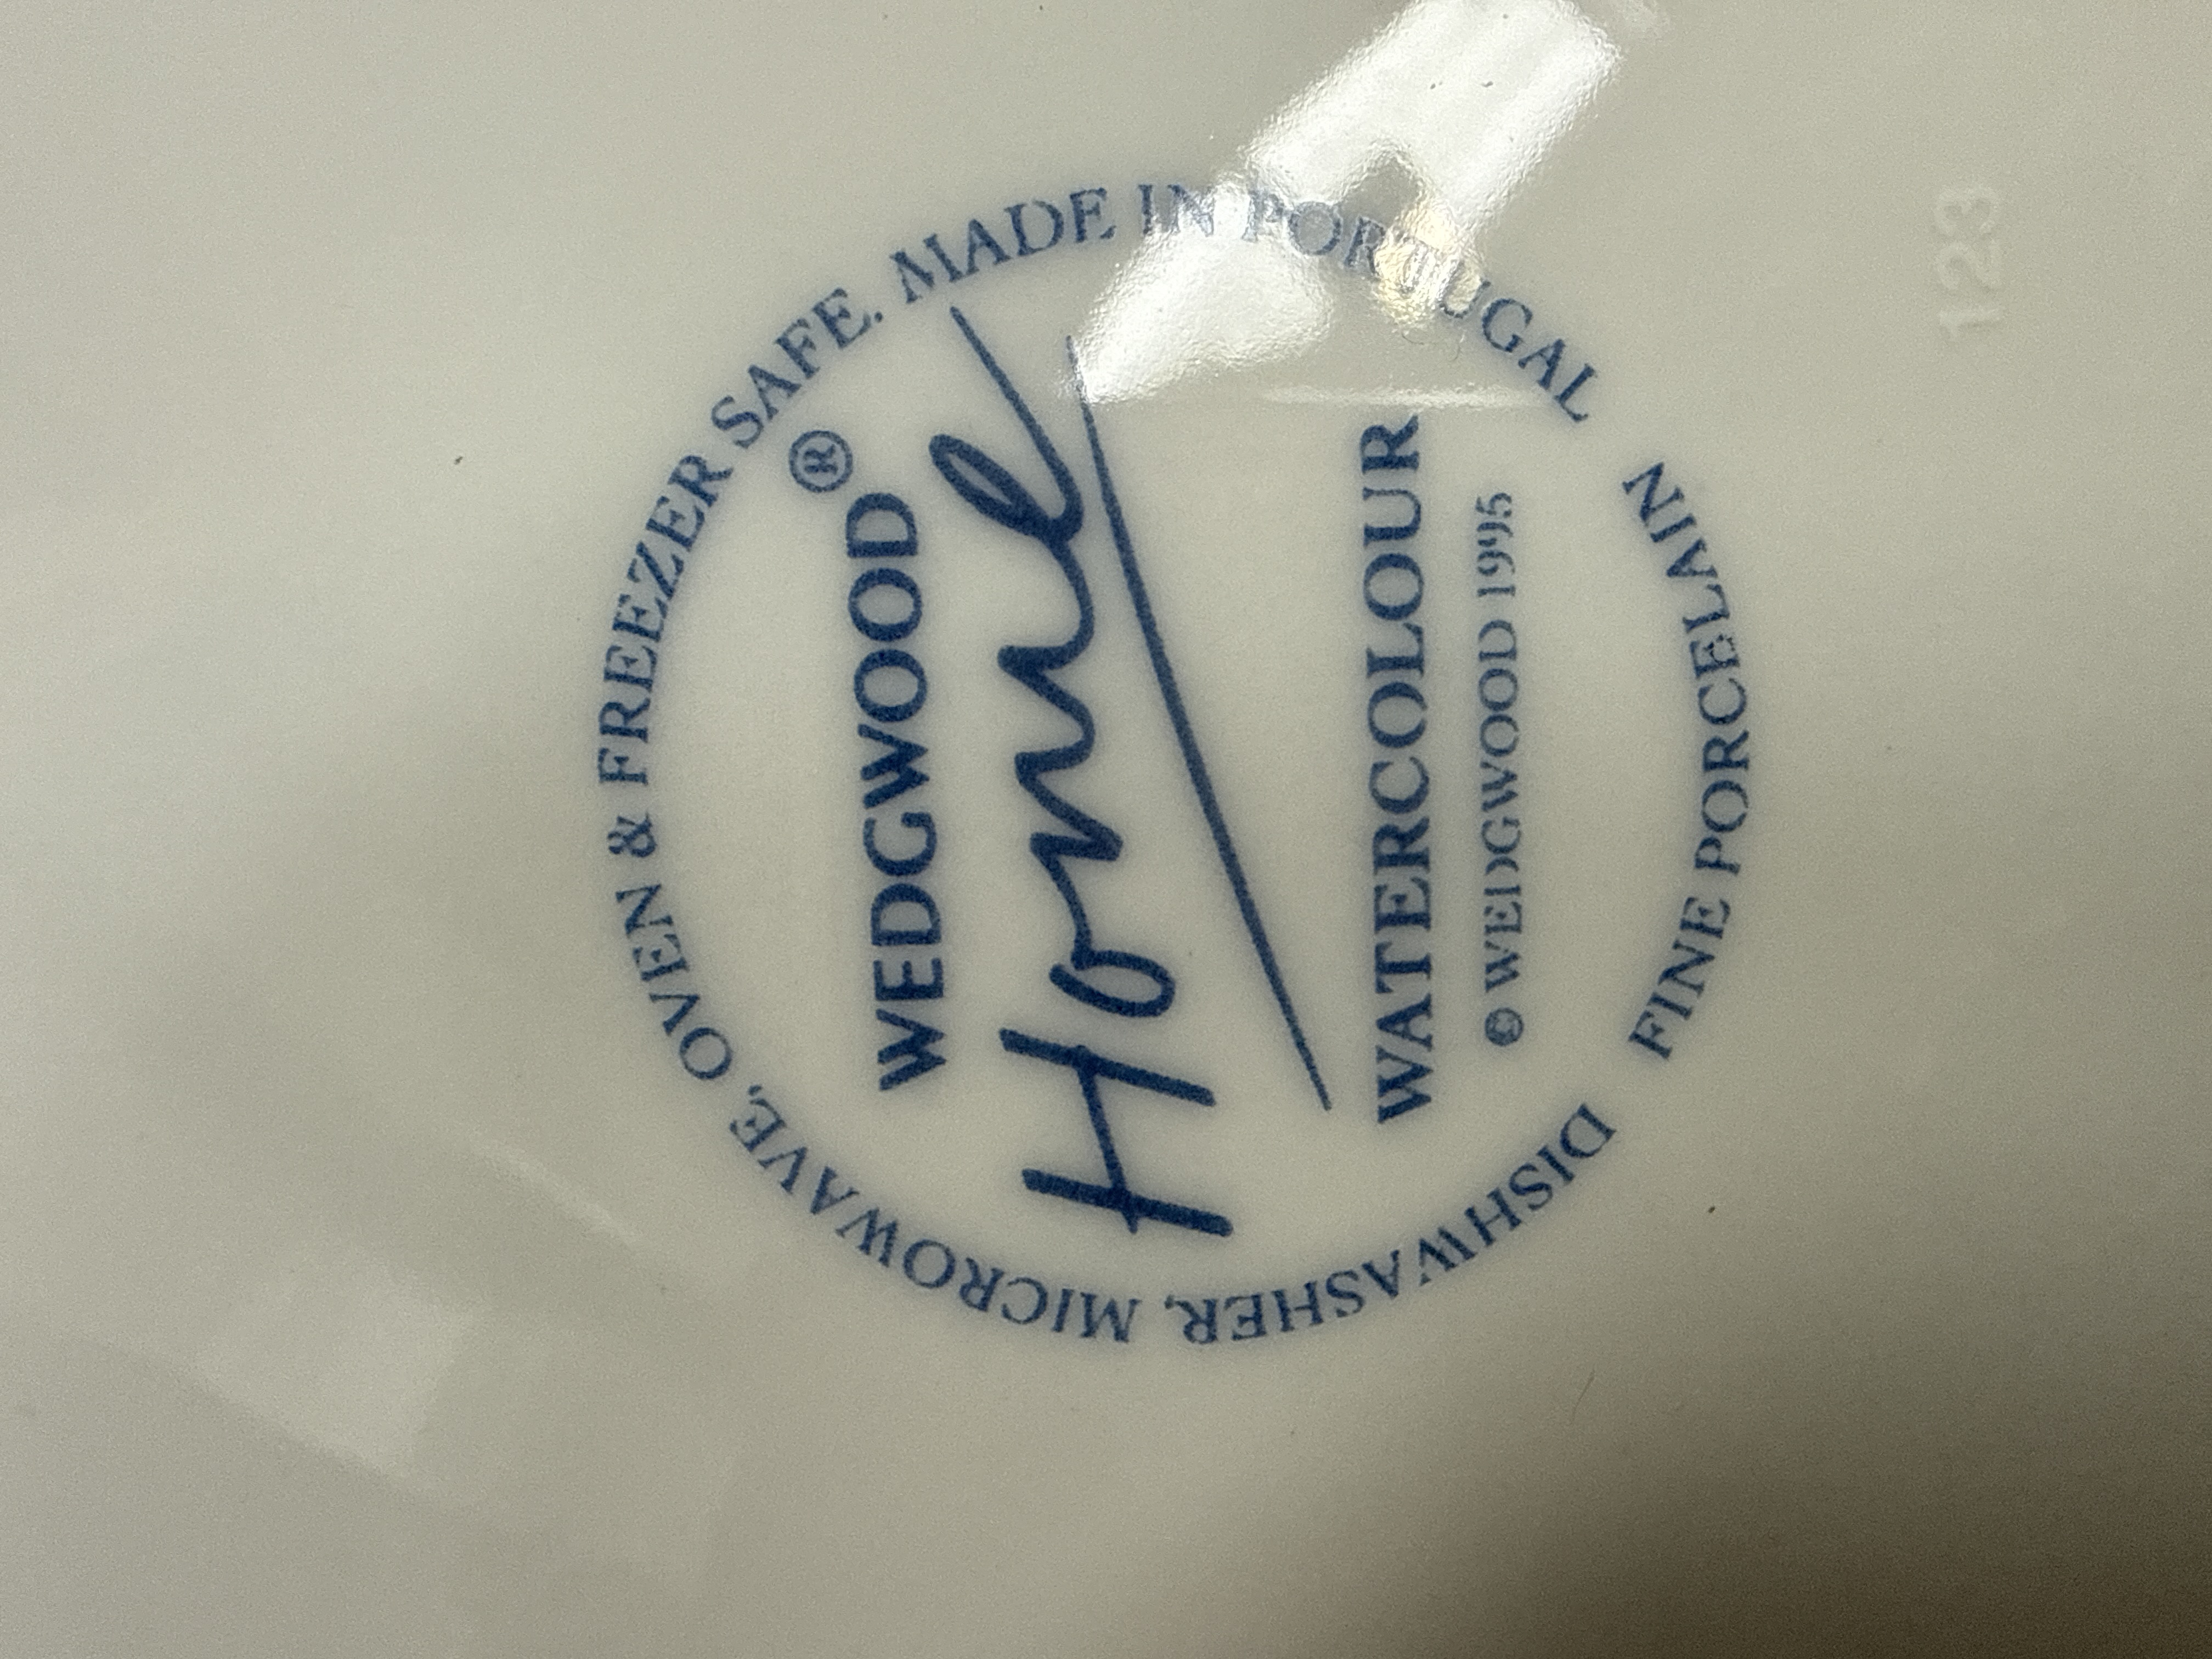 DISHWASHER, MICROWAVE, OVEN & FREEZER SAFE. MADE IN PORTUGAL
WEDGWOOD®
Home
WATERCOLOUR
© WEDGWOOD 1995
FINE PORCELAIN
123